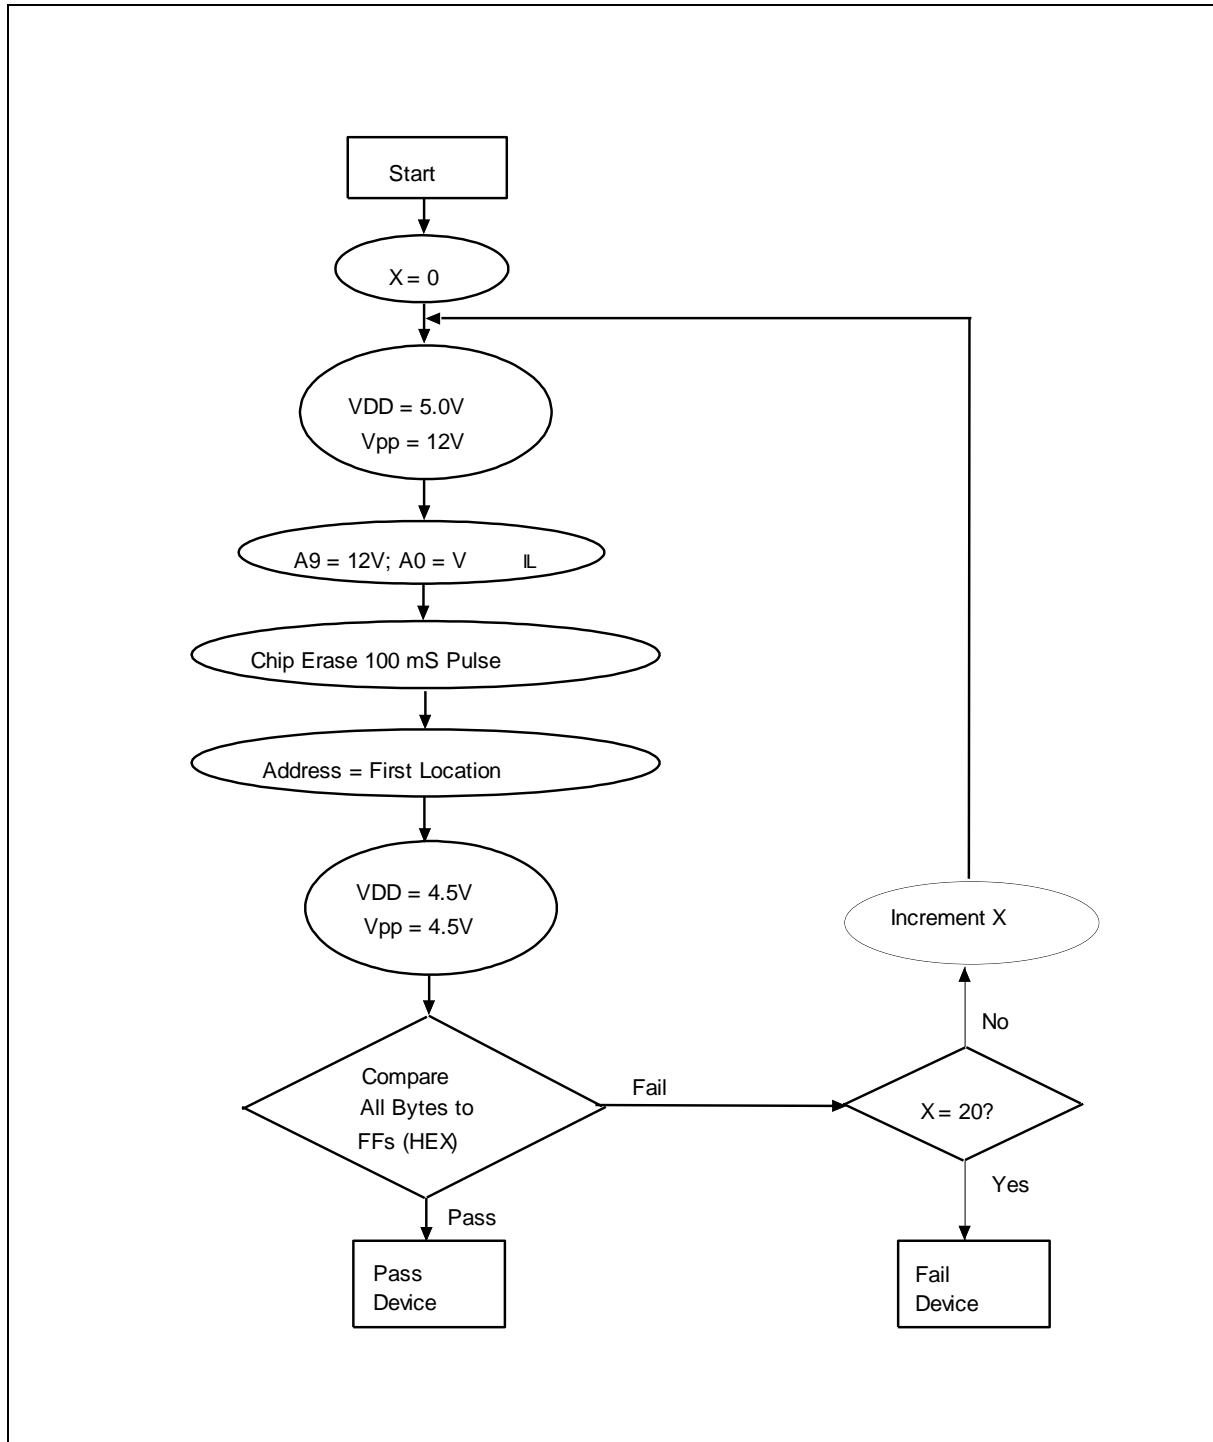 Start
X = 0
VDD = 5.0V
Vpp = 12V
A9 = 12V; A0 = V IL
Chip Erase 100 mS Pulse
Address = First Location
VDD = 4.5V
Vpp = 4.5V
Increment X
No
Compare
All Bytes to
FFs (HEX)
Fail
X = 20?
Yes
Pass
Pass
Device
Fail
Device